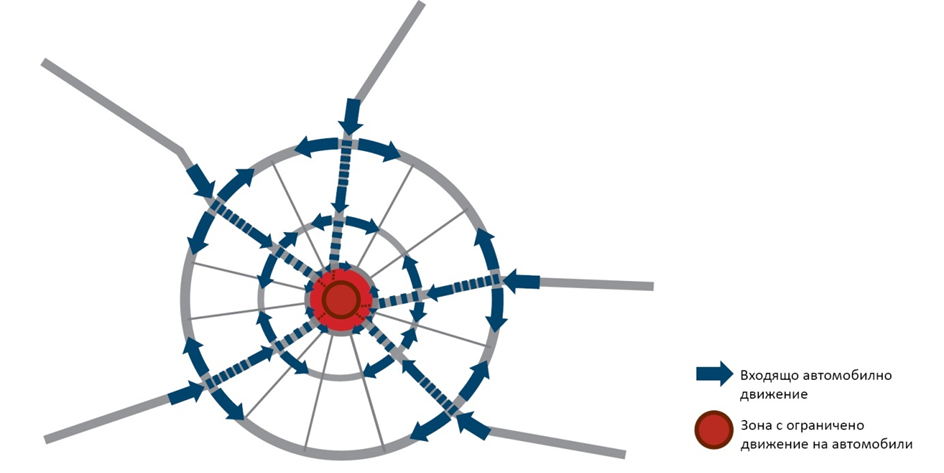 Входящо автомобилно
движение
Зона с ограничено
движение на автомобили